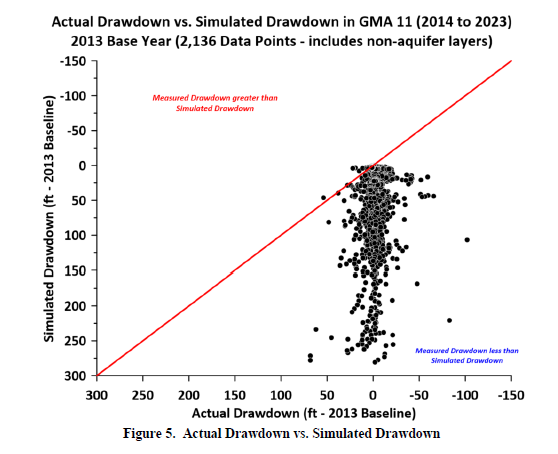 Actual Drawdown vs. Simulated Drawdown in GMA 11 (2014 to 2023)
2013 Base Year (2,136 Data Points - includes non-aquifer layers)
-150
-100
-50
0
50
100
150
200
250
300
Simulated Drawdown (ft - 2013 Baseline)
Measured Drawdown greater than
Simulated Drawdown
Measured Drawdown less than
Simulated Drawdown
300 250 200 150 100 50 0 -50 -100 -150
Actual Drawdown (ft - 2013 Baseline)
Figure 5. Actual Drawdown vs. Simulated Drawdown